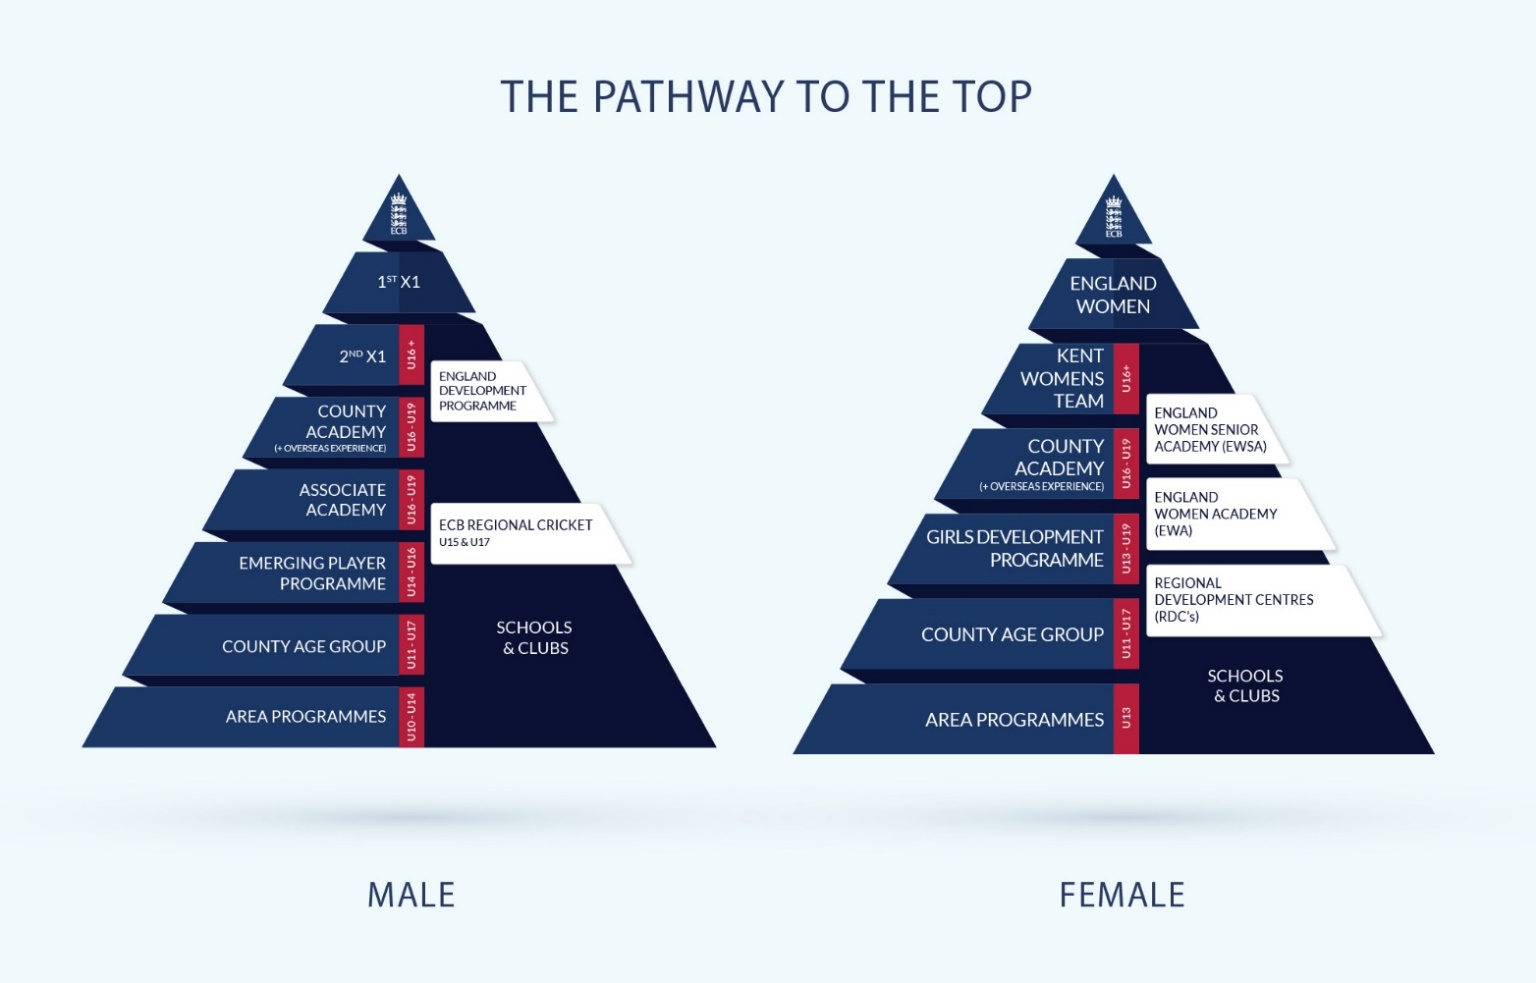 THE PATHWAY TO THE TOP
ECB
1ST X1
2ND X1
U16 +
ENGLAND
DEVELOPMENT
PROGRAMME
COUNTY
ACADEMY
(+ OVERSEAS EXPERIENCE)
U16 - U19
ASSOCIATE
ACADEMY
U16 - U19
ECB REGIONAL CRICKET
U15 & U17
EMERGING PLAYER
PROGRAMME
U14 - U16
COUNTY AGE GROUP
U11 - U17
SCHOOLS
& CLUBS
AREA PROGRAMMES
U10 - U14
MALE
ECB
ENGLAND
WOMEN
KENT
WOMENS
TEAM
U16+
ENGLAND
WOMEN SENIOR
ACADEMY (EWSA)
COUNTY
ACADEMY
(+ OVERSEAS EXPERIENCE)
U16 - U19
ENGLAND
WOMEN ACADEMY
(EWA)
GIRLS DEVELOPMENT
PROGRAMME
U13 - U19
REGIONAL
DEVELOPMENT CENTRES
(RDC's)
COUNTY AGE GROUP
U11 - U17
SCHOOLS
& CLUBS
AREA PROGRAMMES
U13
FEMALE